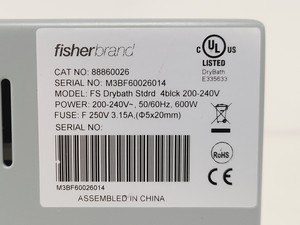 fisherbrand
C UL US
LISTED
DryBath
E335633
CAT NO: 88860026
SERIAL NO: M3BF60026014
MODEL: FS Drybath Stdrd 4blck 200-240V
POWER: 200-240V~, 50/60Hz, 600W
FUSE: F 250V 3.15A,(Φ5x20mm)
SERIAL NO:
CE
RoHS
M3BF60026014
ASSEMBLED IN CHINA